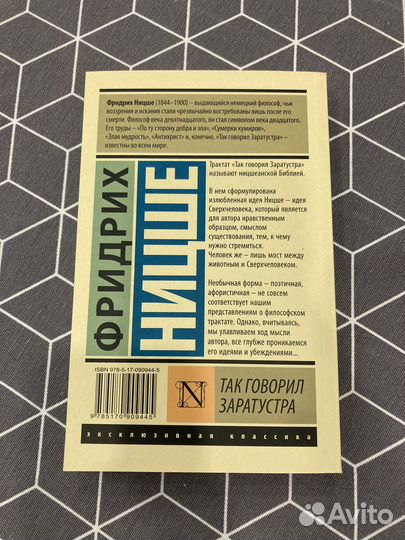 Фридрих Ницше (1844–1900) – выдающийся немецкий философ, чьи
воззрения и искания стали чрезвычайно востребованы лишь после его
смерти. Философ века девятнадцатого, он стал символом века двадцатого.
Его труды – «По ту сторону добра и зла», «Сумерки кумиров»,
«Злая мудрость», «Антихрист» и, конечно, «Так говорил Заратустра» –
известны во всем мире.
ФРИДРИХ
НИЦШЕ
Трактат «Так говорил Заратустра»
называют ницшеанской Библией.
В нем сформулирована
излюбленная идея Ницше – идея
Сверхчеловека, который является
для автора нравственным
образцом, смыслом
существования, тем, к чему
нужно стремиться.
Человек же – лишь мост между
животным и Сверхчеловеком.
Необычная форма – поэтичная,
афористичная – не совсем
соответствует нашим
представлениям о философском
трактате. Однако, вчитываясь,
мы улавливаем ход мысли
автора, все глубже проникаемся
его идеями и убеждениями...
ISBN 978-5-17-090944-5
9 785170 909445
N
ТАК ГОВОРИЛ
ЗАРАТУСТРА
эксклюзивная классика
Avito